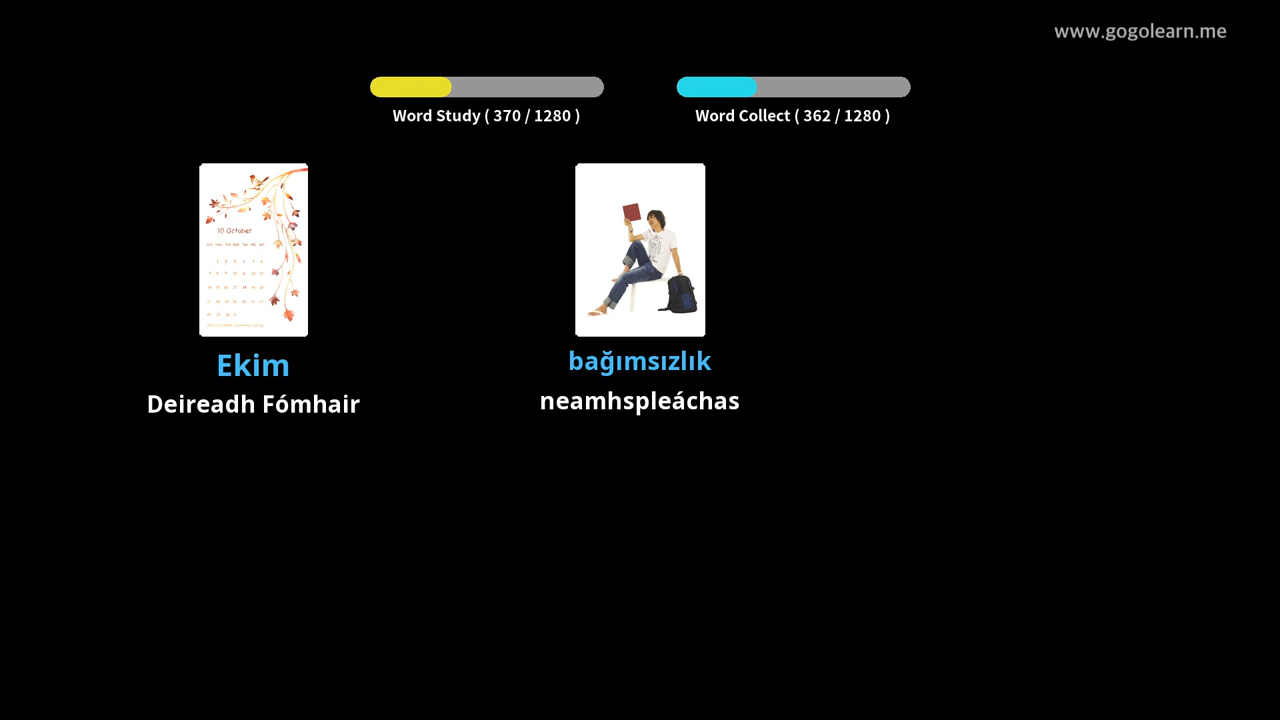 www.gogolearn.me
Word Study ( 370 / 1280 )
Word Collect ( 362 / 1280 )
10 October
Ekim
Deireadh Fómhair
bağımsızlık
neamhspleáchas